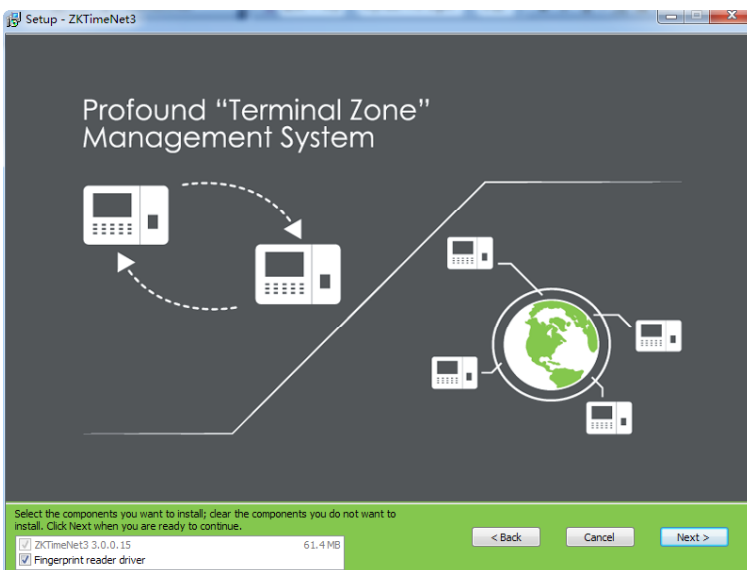 Setup - ZKTimeNet3
Profound “Terminal Zone”
Management System
Select the components you want to install; clear the components you do not want to
install. Click Next when you are ready to continue.
ZKTimeNet3 3.0.0.15 61.4 MB
Fingerprint reader driver
< Back Cancel Next >